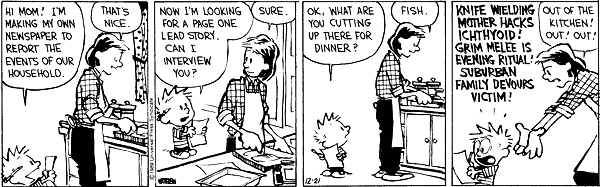 HI MOM! I'M
MAKING MY OWN
NEWSPAPER TO
REPORT THE
EVENTS OF OUR
HOUSEHOLD.
THAT'S
NICE.
NOW I'M LOOKING
FOR A PAGE ONE
LEAD STORY.
CAN I
INTERVIEW
YOU?
SURE.
OK, WHAT ARE
YOU CUTTING
UP THERE FOR
DINNER?
FISH.
12-21
KNIFE WIELDING
MOTHER HACKS
ICHTHYOID!
GRIM MELEE IS
EVENING RITUAL!
SUBURBAN
FAMILY DEVOURS
VICTIM!
OUT OF THE
KITCHEN!
OUT! OUT!